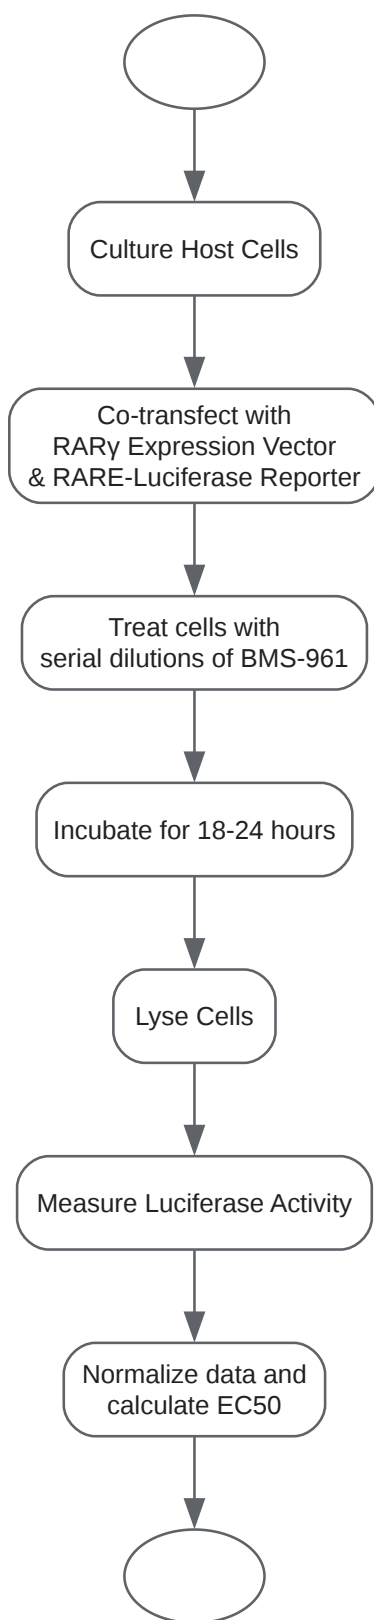 Culture Host Cells
Co-transfect with
RARγ Expression Vector
& RARE-Luciferase Reporter
Treat cells with
serial dilutions of BMS-961
Incubate for 18-24 hours
Lyse Cells
Measure Luciferase Activity
Normalize data and
calculate EC50